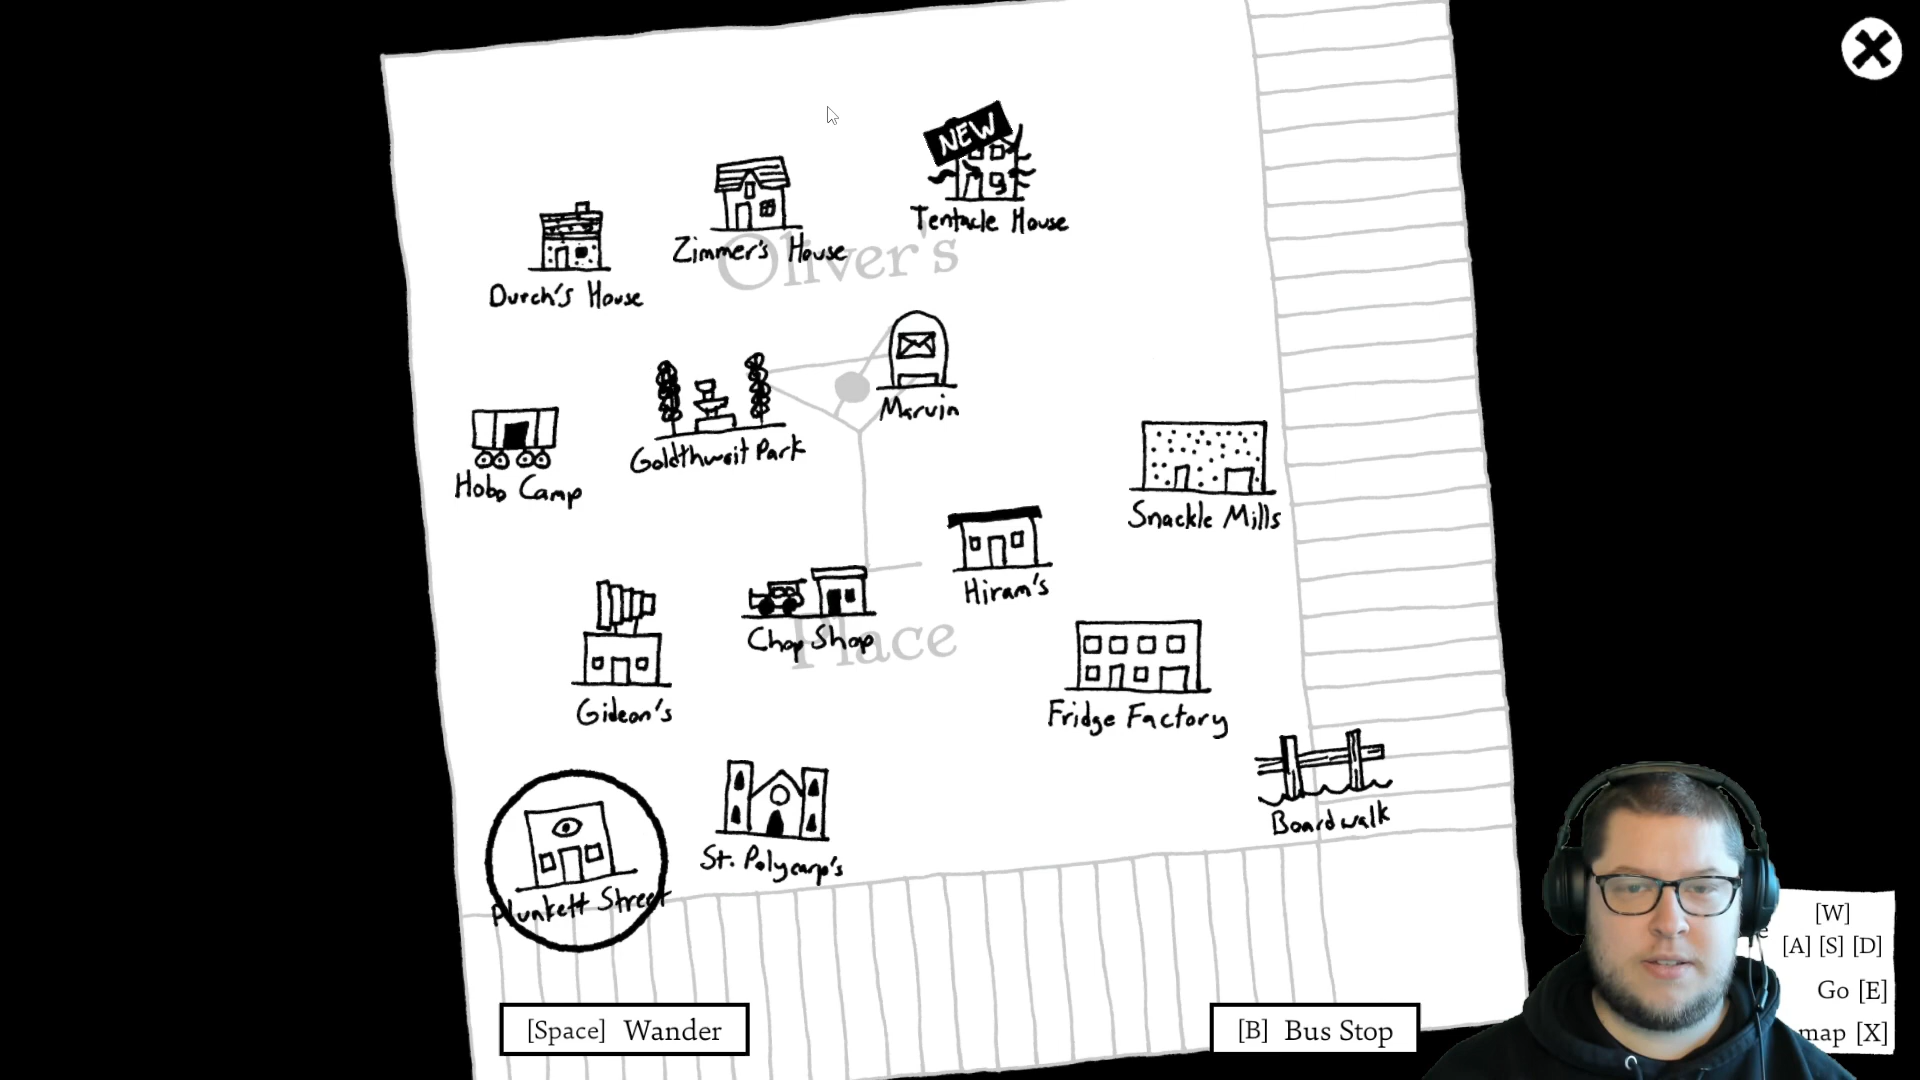 NEW
Tentacle House
Zimmer's House
Oliver's
Durch's House
Marvin
Goldthwait Park
Hobo Camp
Snackle Mills
Hiram's
Chop Shop
Place
Gideon's
Fridge Factory
Boardwalk
St. Polycarp's
Plunkett Street
[W]
[A] [S] [D]
Go [E]
map [X]
[Space] Wander
[B] Bus Stop